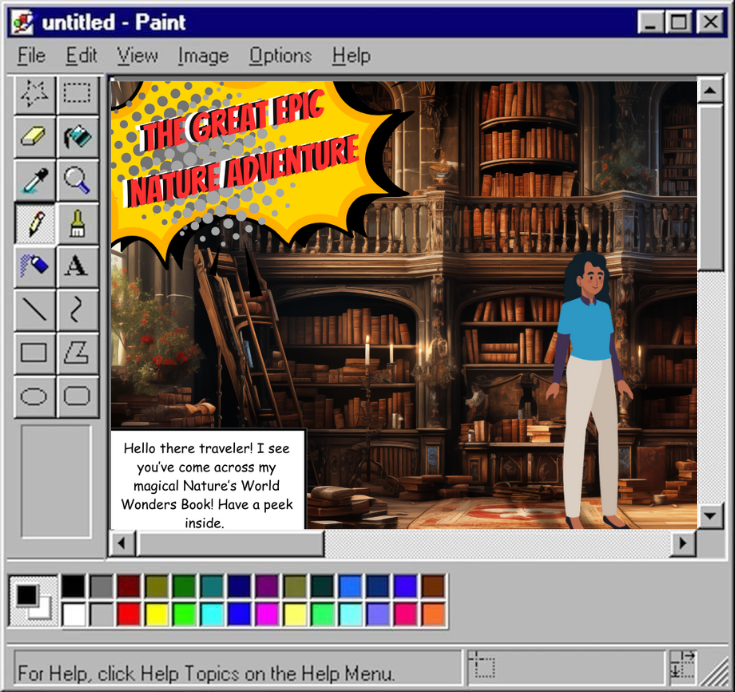 untitled - Paint
File Edit View Image Options Help
THE GREAT EPIC
NATURE ADVENTURE
A
Hello there traveler! I see
you've come across my
magical Nature's World
Wonders Book! Have a peek
inside.
For Help, click Help Topics on the Help Menu.